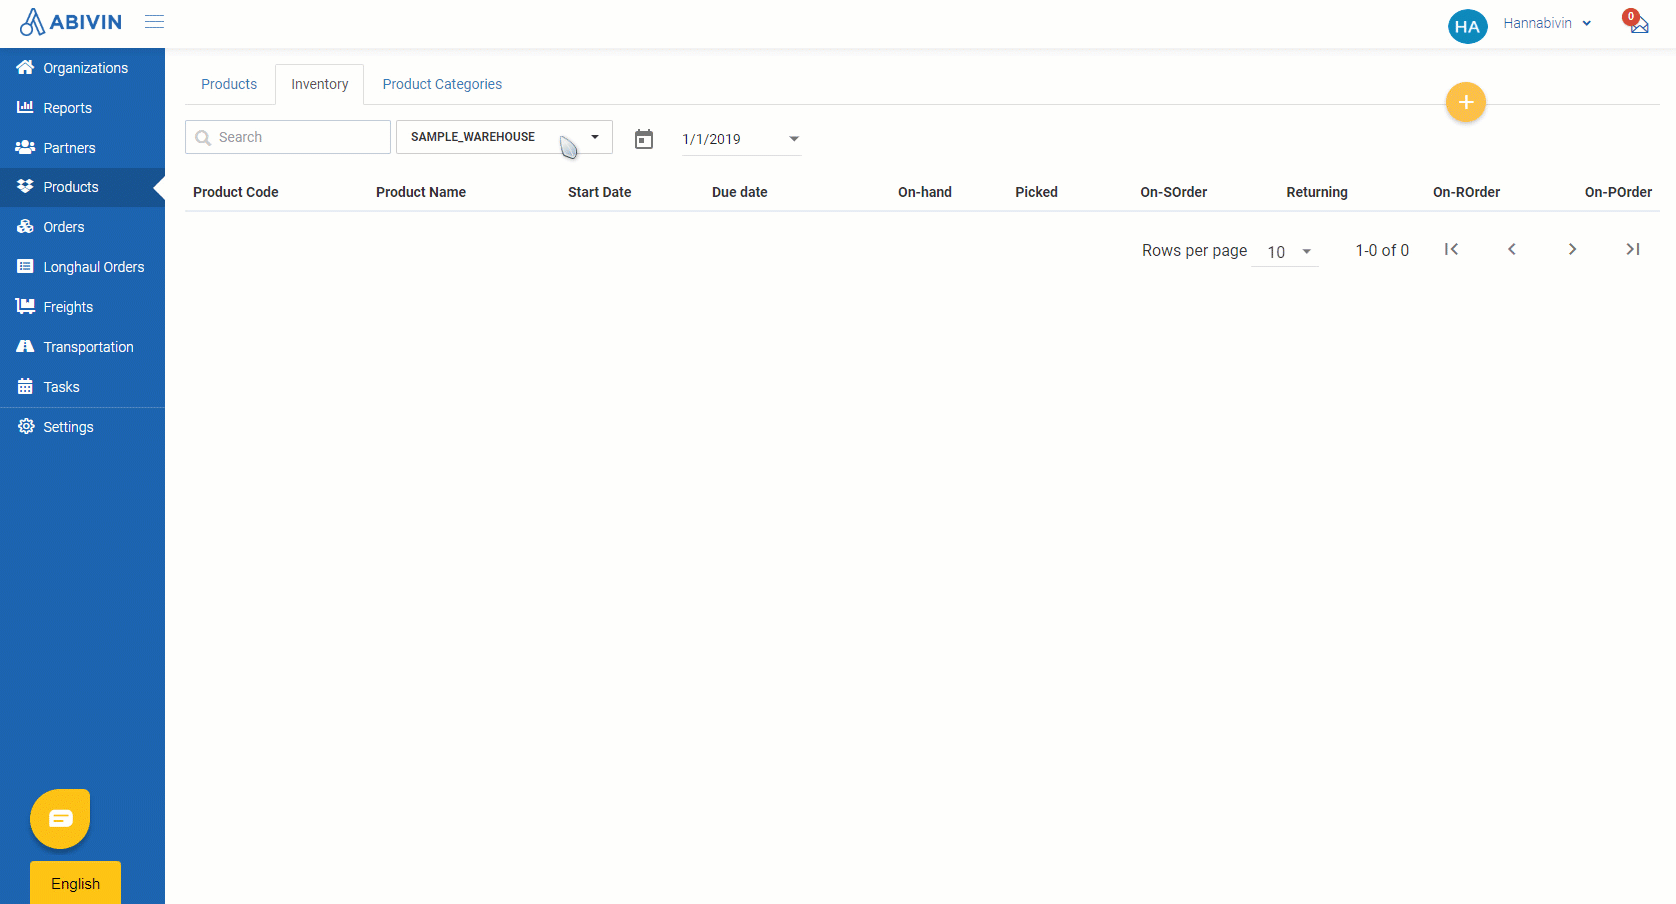 ABIVIN
HA
Hannabivin
0
Organizations
Reports
Partners
Products
Orders
Longhaul Orders
Freights
Transportation
Tasks
Settings
Products Inventory Product Categories
+
Search
SAMPLE_WAREHOUSE
1/1/2019
Product Code Product Name Start Date Due date On-hand Picked On-SOrder Returning On-ROrder On-POrder
Rows per page 10 1-0 of 0
English